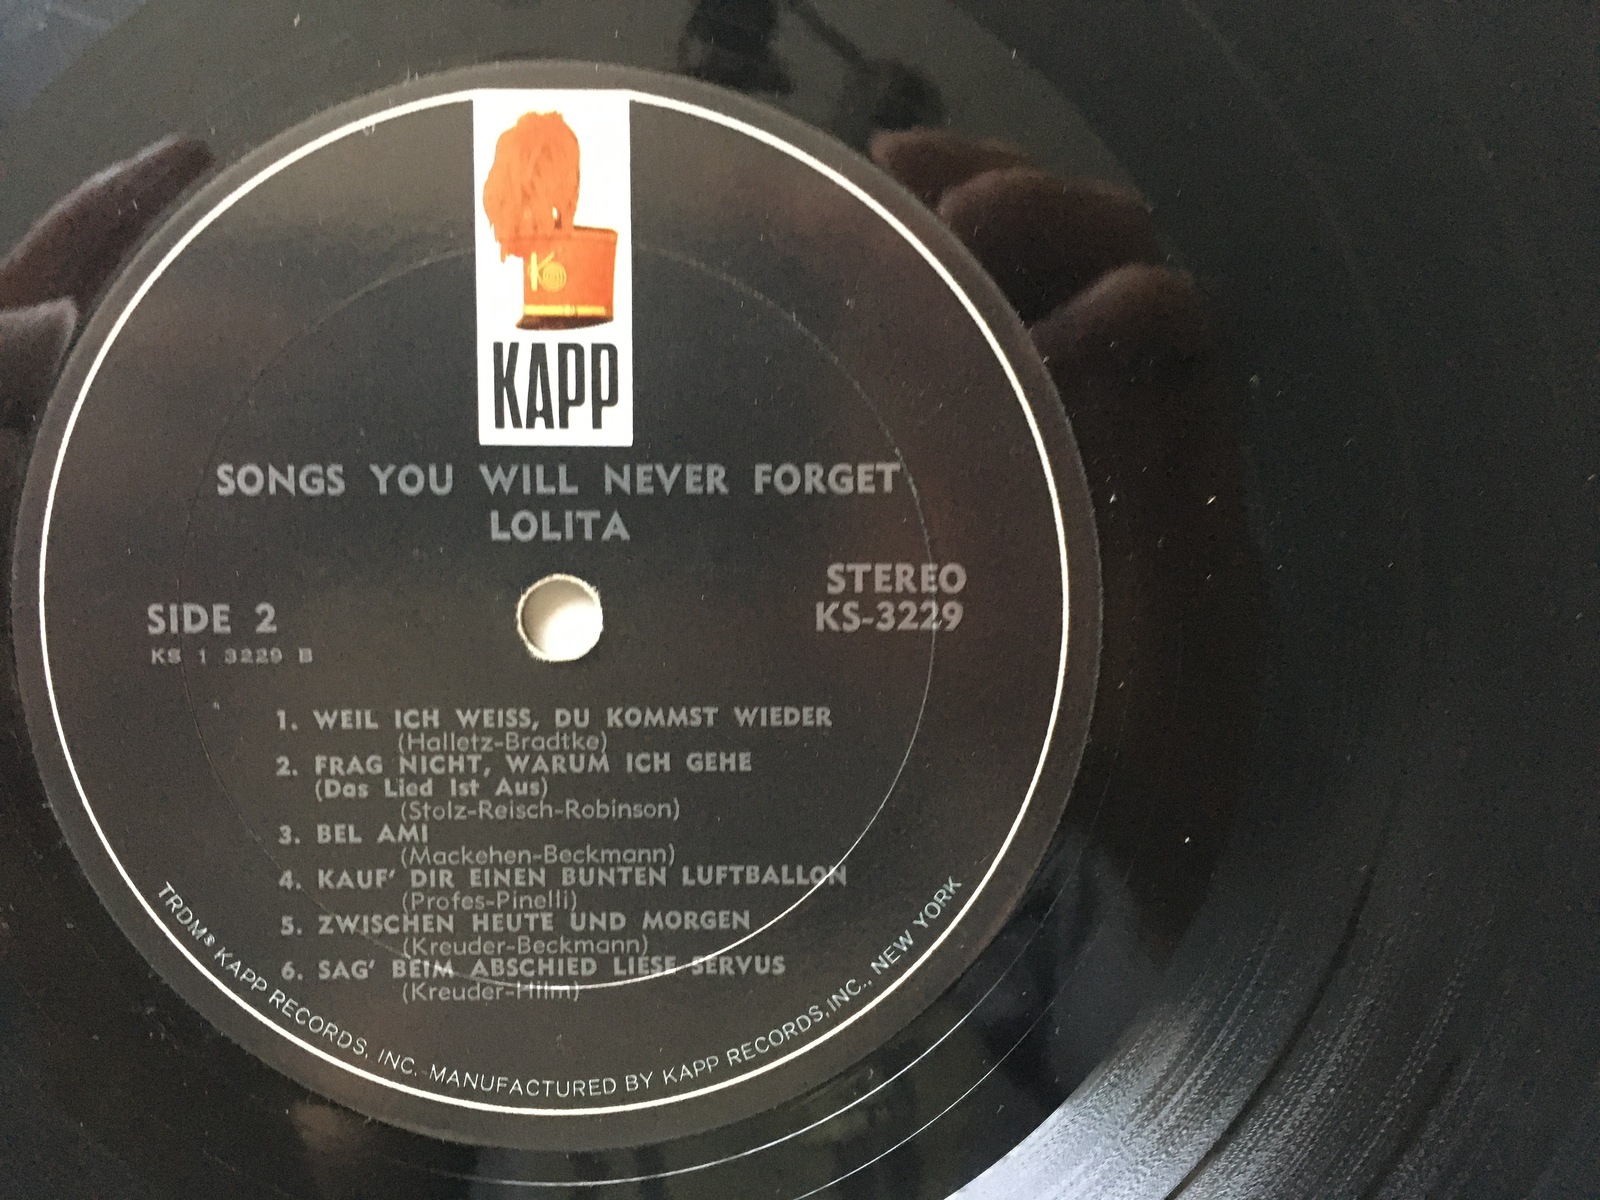 KAPP
SONGS YOU WILL NEVER FORGET
LOLITA
STEREO
KS-3229
SIDE 2
KS 1 3229 B
1. WEIL ICH WEISS, DU KOMMST WIEDER
(Halletz-Bradtke)
2. FRAG NICHT, WARUM ICH GEHE
(Das Lied Ist Aus)
(Stolz-Reisch-Robinson)
3. BEL AMI
(Mackehen-Beckmann)
4. KAUF' DIR EINEN BUNTEN LUFTBALLON
(Profes-Pinelli)
5. ZWISCHEN HEUTE UND MORGEN
(Kreuder-Beckmann)
6. SAG' BEIM ABSCHIED LIESE SERVUS
(Kreuder-Hilm)
TRDM® KAPP RECORDS, INC.-MANUFACTURED BY KAPP RECORDS, INC., NEW YORK